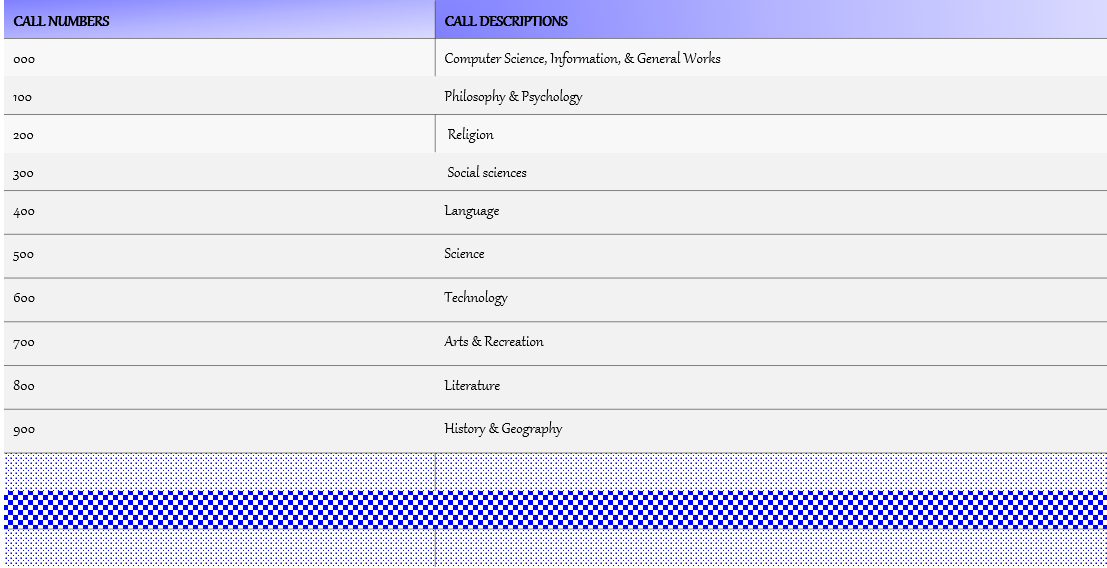 CALL NUMBERS CALL DESCRIPTIONS
000 Computer Science, Information, & General Works
100 Philosophy & Psychology
200 Religion
300 Social sciences
400 Language
500 Science
600 Technology
700 Arts & Recreation
800 Literature
900 History & Geography